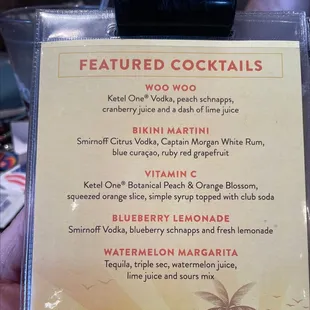 FEATURED COCKTAILS
WOO WOO
Ketel One® Vodka, peach schnapps,
cranberry juice and a dash of lime juice
BIKINI MARTINI
Smirnoff Citrus Vodka, Captain Morgan White Rum,
blue curaçao, ruby red grapefruit
VITAMIN C
Ketel One® Botanical Peach & Orange Blossom,
squeezed orange slice, simple syrup topped with club soda
BLUEBERRY LEMONADE
Smirnoff Vodka, blueberry schnapps and fresh lemonade
WATERMELON MARGARITA
Tequila, triple sec, watermelon juice,
lime juice and sours mix